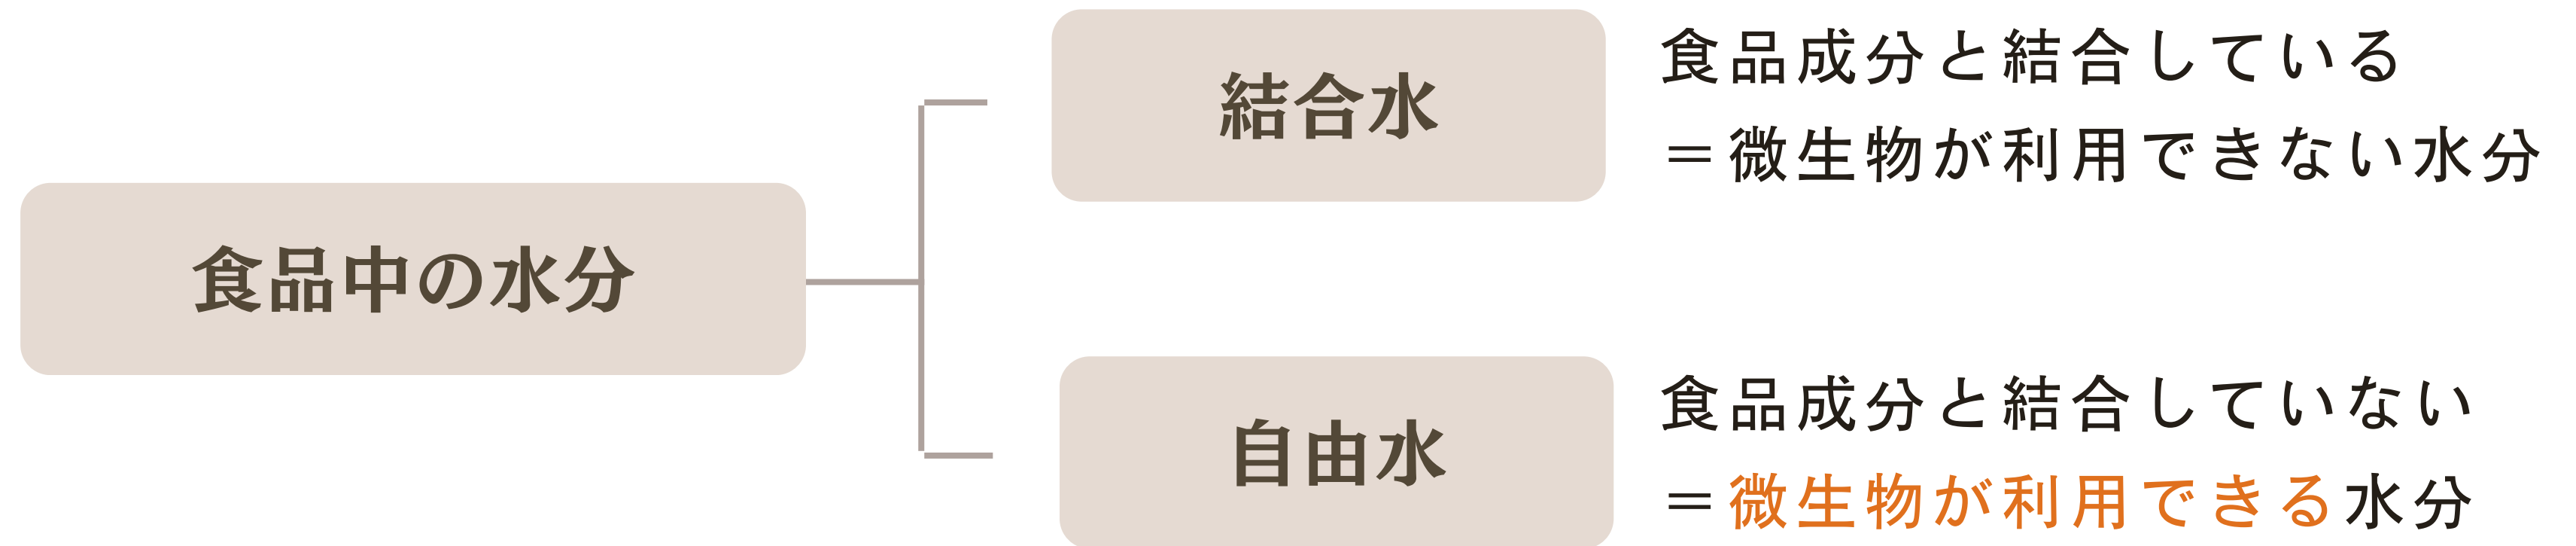 食品中の水分
結合水
食品成分と結合している
＝微生物が利用できない水分
自由水
食品成分と結合していない
＝微生物が利用できる水分